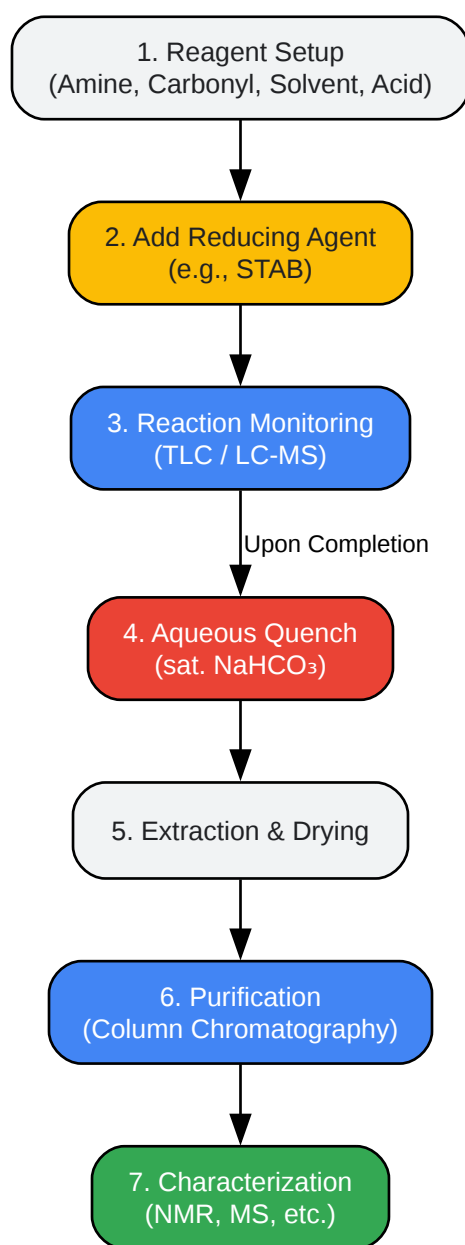 1. Reagent Setup
(Amine, Carbonyl, Solvent, Acid)
2. Add Reducing Agent
(e.g., STAB)
3. Reaction Monitoring
(TLC / LC-MS)
Upon Completion
4. Aqueous Quench
(sat. NaHCO₃)
5. Extraction & Drying
6. Purification
(Column Chromatography)
7. Characterization
(NMR, MS, etc.)